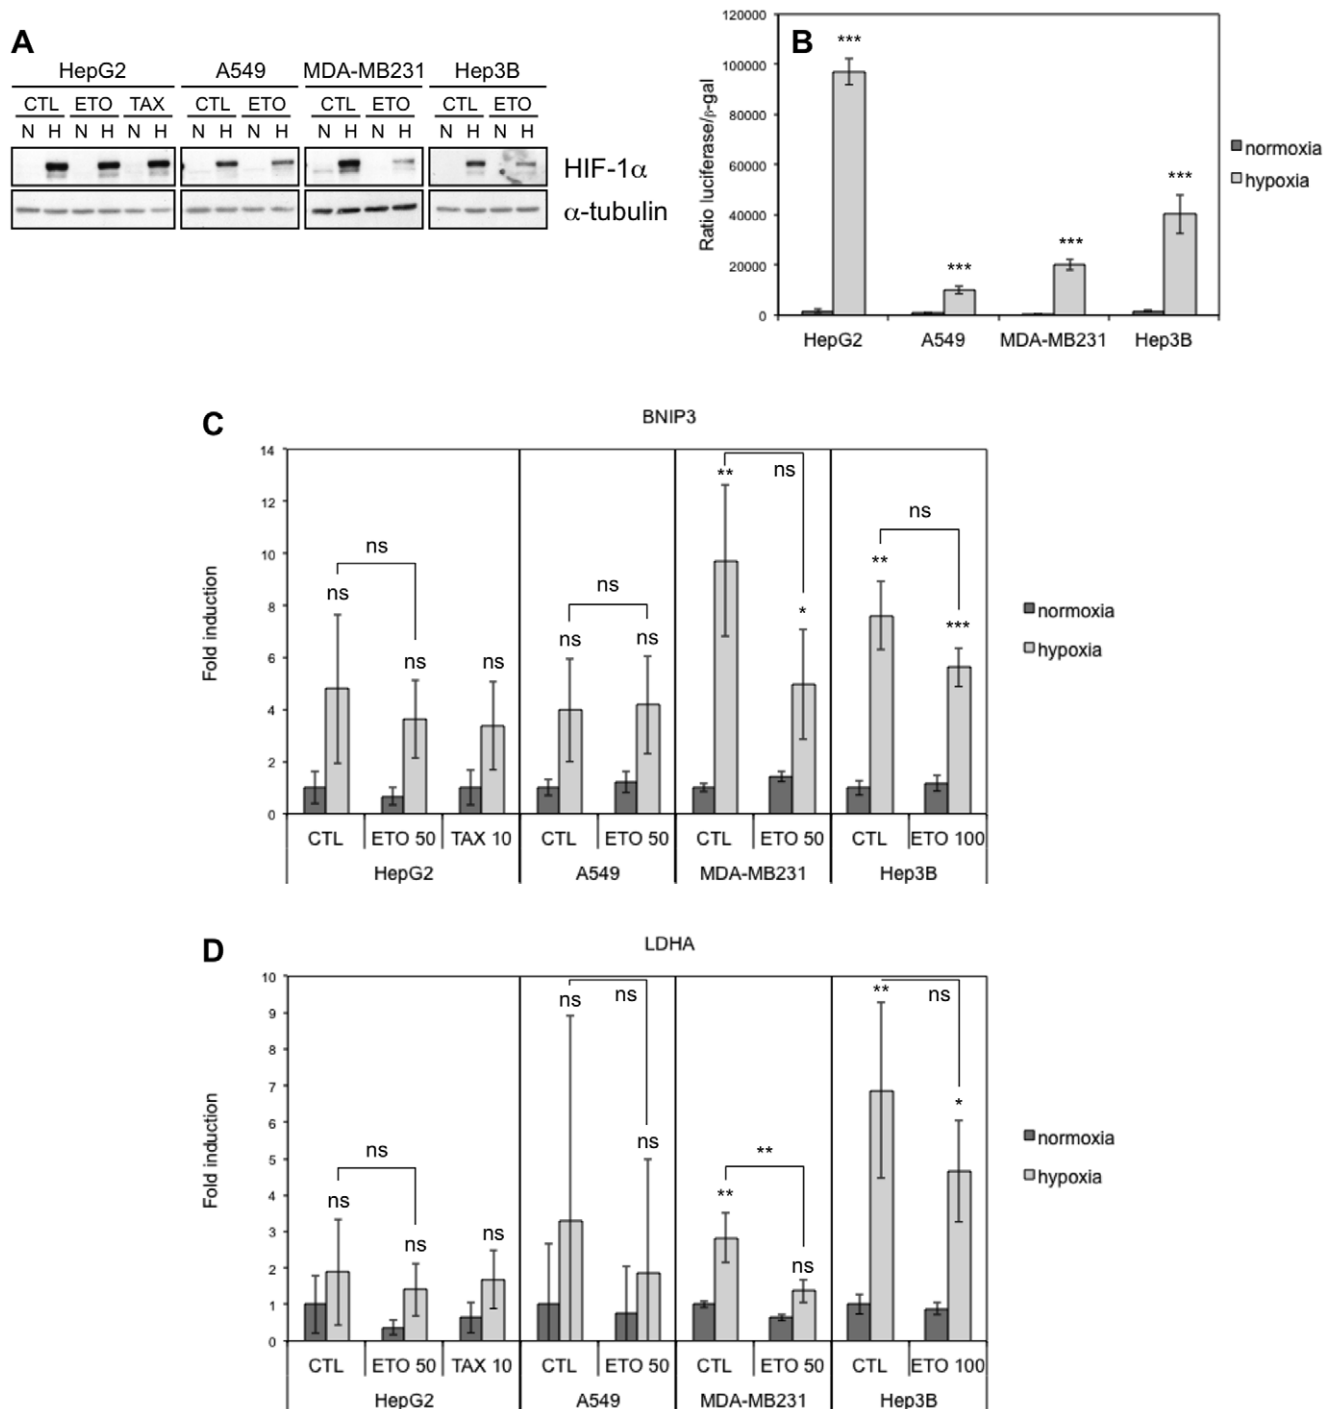 A
HepG2 A549 MDA-MB231 Hep3B
CTL ETO TAX CTL ETO CTL ETO CTL ETO
N H N H N H N H N H N H N H N H N H
HIF-1α
α-tubulin
B
120000
100000
80000
60000
40000
20000
0
Ratio luciferase/β-gal
*** *** *** ***
HepG2 A549 MDA-MB231 Hep3B
normoxia
hypoxia
C
BNIP3
14
12
10
8
6
4
2
0
Fold induction
ns ns ns ns
ns ns ns ns ns ** * ** ***
CTL ETO 50 TAX 10 CTL ETO 50 CTL ETO 50 CTL ETO 100
HepG2 A549 MDA-MB231 Hep3B
normoxia
hypoxia
D
LDHA
10
9
8
7
6
5
4
3
2
1
0
Fold induction
ns ns ** ns
ns ns ns ns ns ** ns ** *
CTL ETO 50 TAX 10 CTL ETO 50 CTL ETO 50 CTL ETO 100
HepG2 A549 MDA-MB231 Hep3B
normoxia
hypoxia